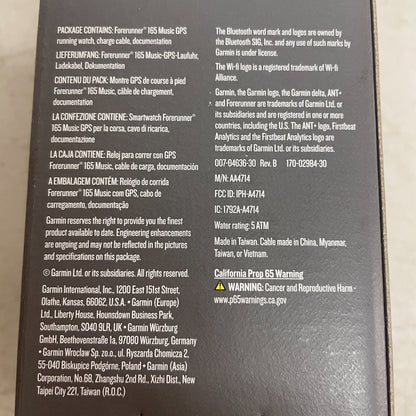 PACKAGE CONTAINS: Forerunner® 165 Music GPS
running watch, charge cable, documentation
LIEFERUMFANG: Forerunner® 165 Music-GPS-Laufuhr,
Ladekabel, Dokumentation
CONTENU DU PACK: Montre GPS de course à pied
Forerunner® 165 Music, câble de chargement,
documentation
LA CONFEZIONE CONTIENE: Smartwatch Forerunner®
165 Music GPS per la corsa, cavo di ricarica,
documentazione
LA CAJA CONTIENE: Reloj para correr con GPS
Forerunner® 165 Music, cable de carga, documentación
A EMBALAGEM CONTÉM: Relógio de corrida
Forerunner® 165 Music com GPS, cabo de
carregamento, documentação
Garmin reserves the right to provide you the finest
product available to date. Engineering enhancements
are ongoing and may not be reflected in the pictures
and specifications on this package.
© Garmin Ltd. or its subsidiaries. All rights reserved.
Garmin International, Inc., 1200 East 151st Street,
Olathe, Kansas, 66062, U.S.A. • Garmin (Europe)
Ltd., Liberty House, Hounsdown Business Park,
Southampton, SO40 9LR, UK • Garmin Würzburg
GmbH, Beethovenstraße 1a, 97080 Würzburg, Germany
• Garmin Wroclaw Sp. zo.o., ul. Ryszarda Chomicza 2,
55-040 Biskupice Podgórne, Poland • Garmin (Asia)
Corporation, No.68, Zhangshu 2nd Rd., Xizhi Dist., New
Taipei City 221, Taiwan (R.O.C.)
The Bluetooth word mark and logos are owned by
the Bluetooth SIG, Inc. and any use of such marks by
Garmin is under license.
The Wi-Fi logo is a registered trademark of Wi-Fi
Alliance.
Garmin, the Garmin logo, the Garmin delta, ANT+
and Forerunner are trademarks of Garmin Ltd. or
its subsidiaries and are registered in one or more
countries, including the U.S. The ANT+ logo, Firstbeat
Analytics and the Firstbeat Analytics logo are
trademarks of Garmin Ltd. or its subsidiaries.
007-04636-30 Rev. B 170-02984-30
M/N: AA4714
FCC ID: IPH-A4714
IC: 1792A-A4714
Water rating: 5 ATM
Made in Taiwan. Cable made in China, Myanmar,
Taiwan, or Vietnam.
California Prop 65 Warning
WARNING: Cancer and Reproductive Harm -
www.p65warnings.ca.gov